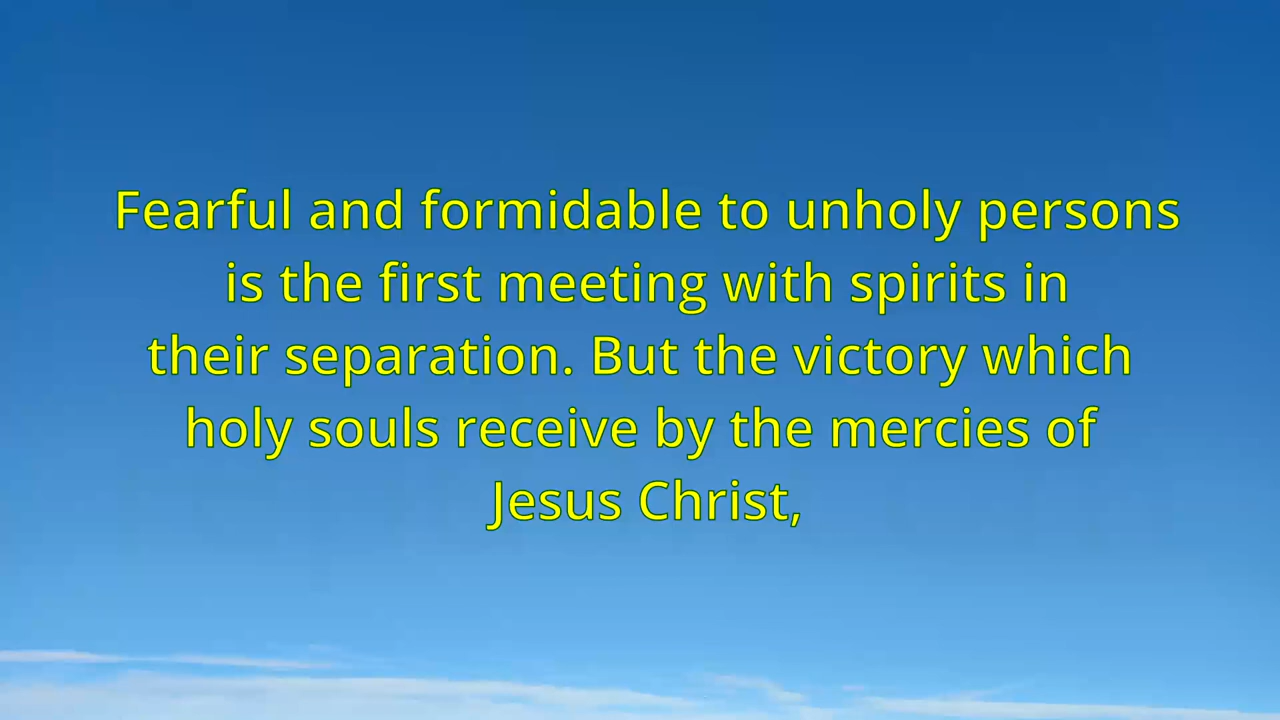 Fearful and formidable to unholy persons
is the first meeting with spirits in
their separation. But the victory which
holy souls receive by the mercies of
Jesus Christ,